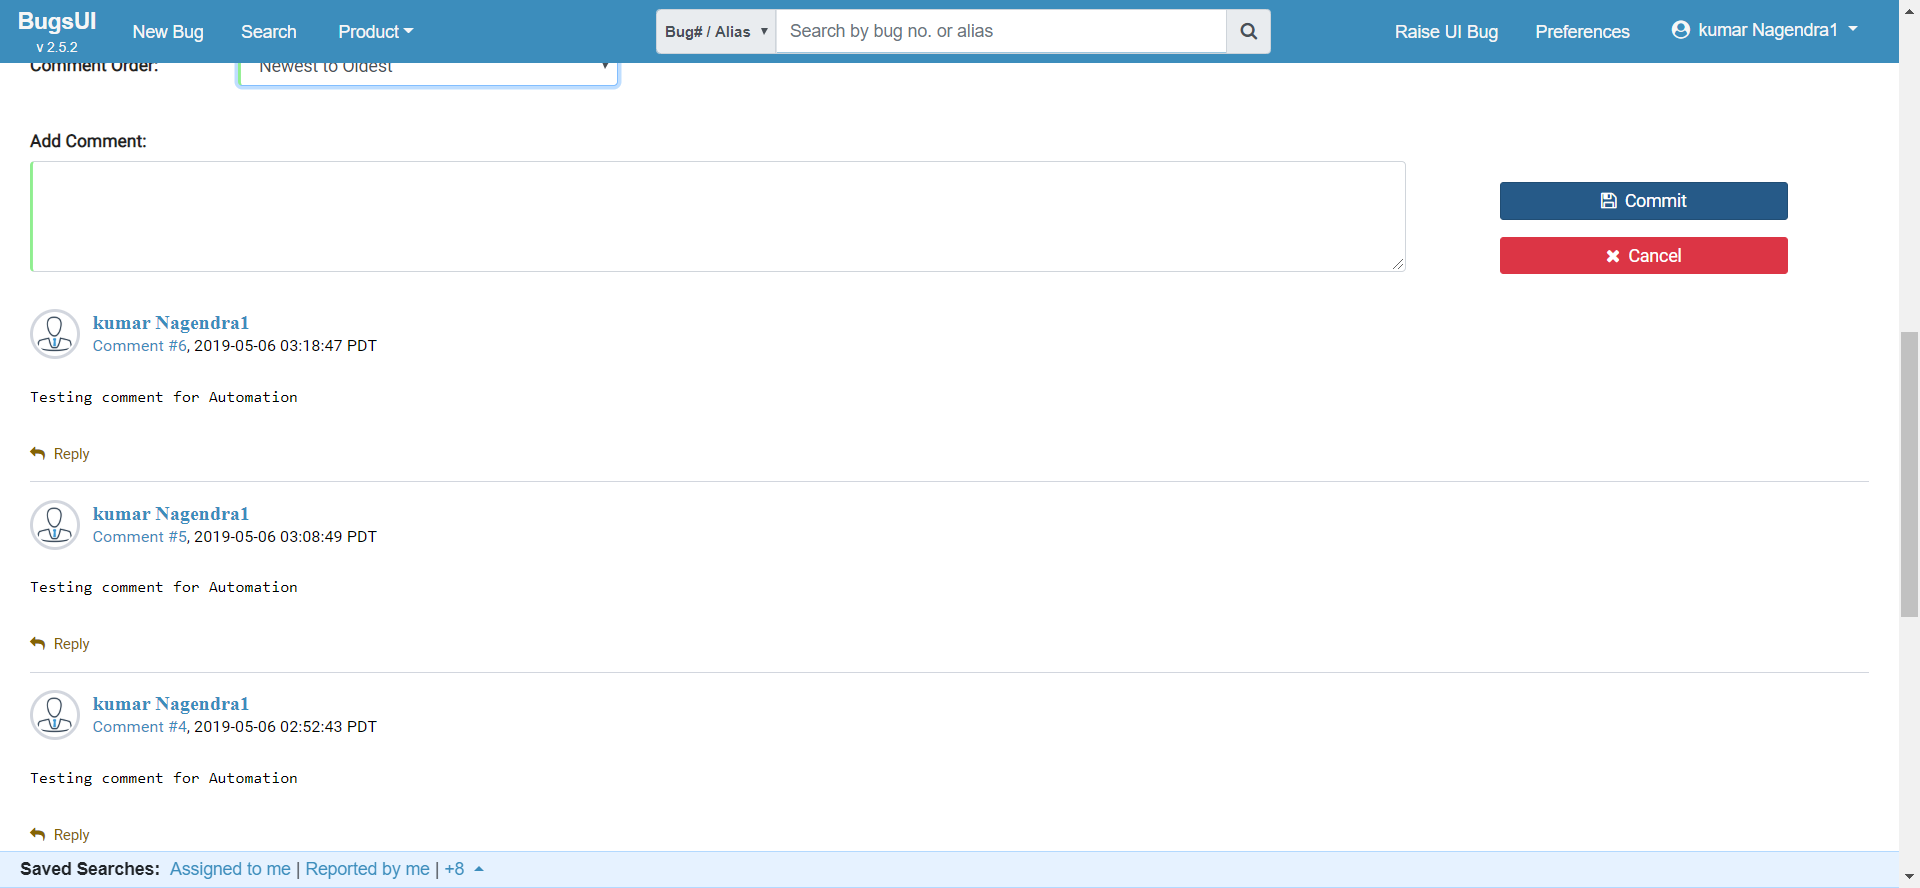 BugsUI
v 2.5.2
New Bug
Search
Product
Bug# / Alias
Search by bug no. or alias
Raise UI Bug
Preferences
kumar Nagendra1
Comment Order:
Newest to Oldest
Add Comment:
Commit
Cancel
kumar Nagendra1
Comment #6, 2019-05-06 03:18:47 PDT
Testing comment for Automation
Reply
kumar Nagendra1
Comment #5, 2019-05-06 03:08:49 PDT
Testing comment for Automation
Reply
kumar Nagendra1
Comment #4, 2019-05-06 02:52:43 PDT
Testing comment for Automation
Reply
Saved Searches: Assigned to me | Reported by me | +8